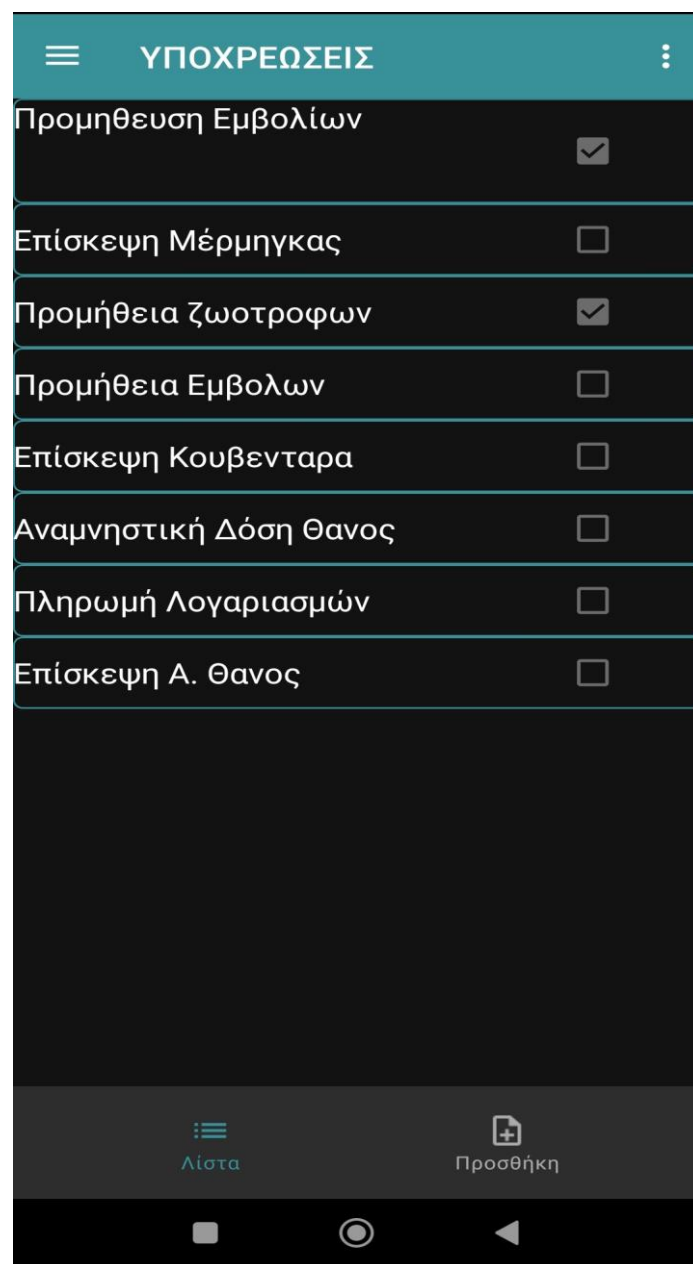 ΥΠΟΧΡΕΩΣΕΙΣ
Προμηθευση Εμβολίων
Επίσκεψη Μέρμηγκας
Προμήθεια ζωοτροφων
Προμήθεια Εμβολων
Επίσκεψη Κουβενταρα
Αναμνηστική Δόση Θανος
Πληρωμή Λογαριασμών
Επίσκεψη Α. Θανος
Λίστα
Προσθήκη